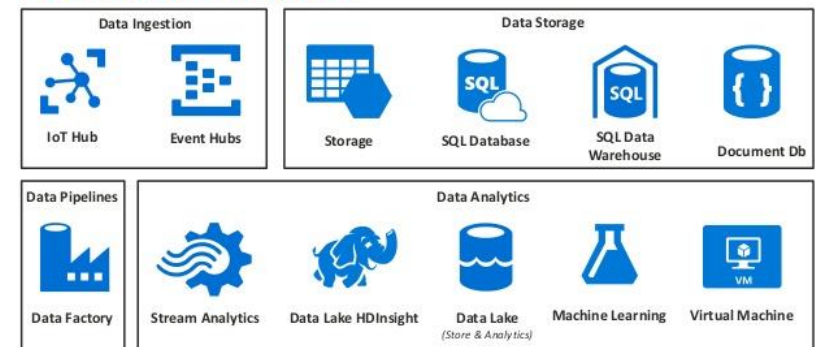 Data Ingestion
IoT Hub
Event Hubs
Data Storage
Storage
SQL
SQL Database
SQL
SQL Data
Warehouse
{ }
Document Db
Data Pipelines
Data Factory
Data Analytics
Stream Analytics
Data Lake HDInsight
Data Lake
(Store & Analytics)
Machine Learning
VM
Virtual Machine